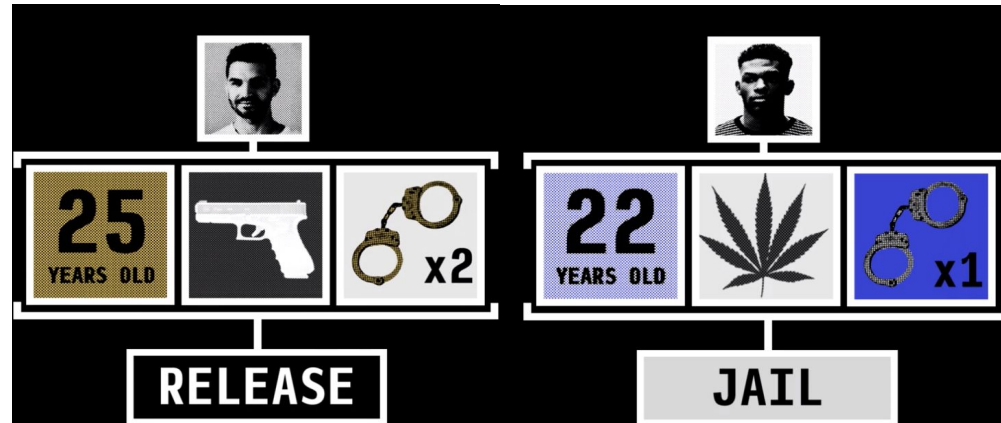 25
YEARS OLD
x2
RELEASE
22
YEARS OLD
x1
JAIL